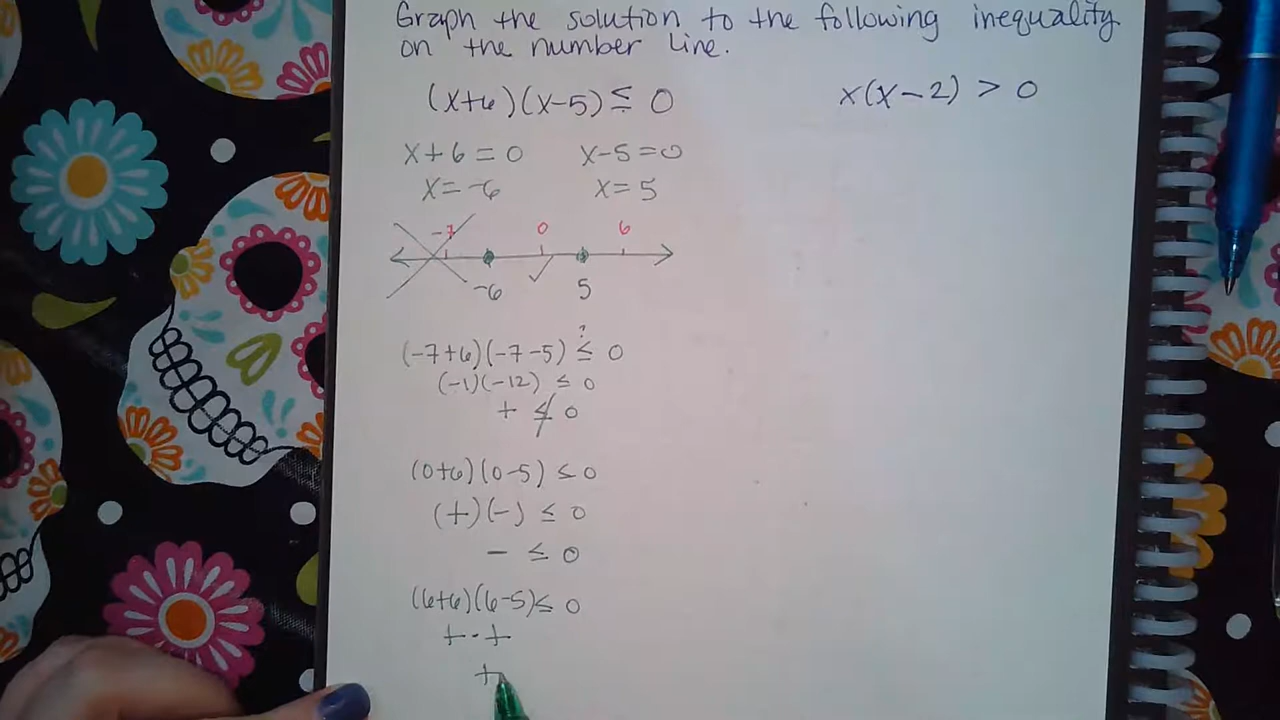 Graph the solution to the following inequality
on the number line.
(x+6)(x-5) ≤ 0
x+6=0 x-5=0
x=-6 x=5
-7 0 6
-6 5
(-7+6)(-7-5) ≤ 0
?
(-1)(-12) ≤ 0
+ ≰ 0
(0+6)(0-5) ≤ 0
(+)(-) ≤ 0
- ≤ 0
(6+6)(6-5) ≤ 0
+ · +
+
x(x-2) > 0